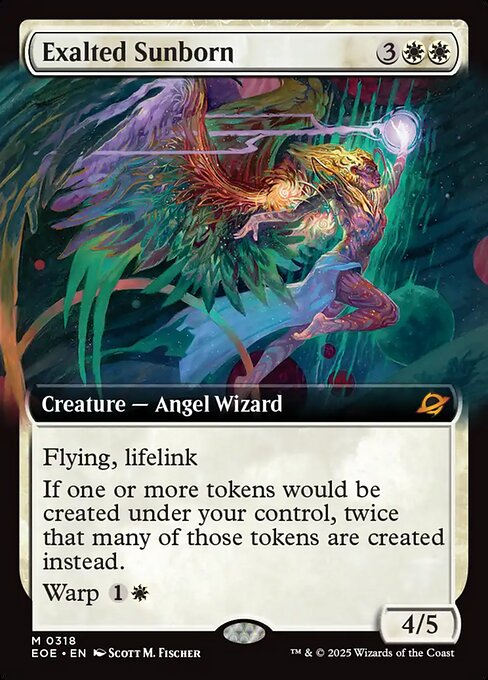 Exalted Sunborn 3
Creature — Angel Wizard
Flying, lifelink
If one or more tokens would be
created under your control, twice
that many of those tokens are created
instead.
Warp 1
4/5
M 0318
EOE • EN Scott M. Fischer
™ & © 2025 Wizards of the Coast